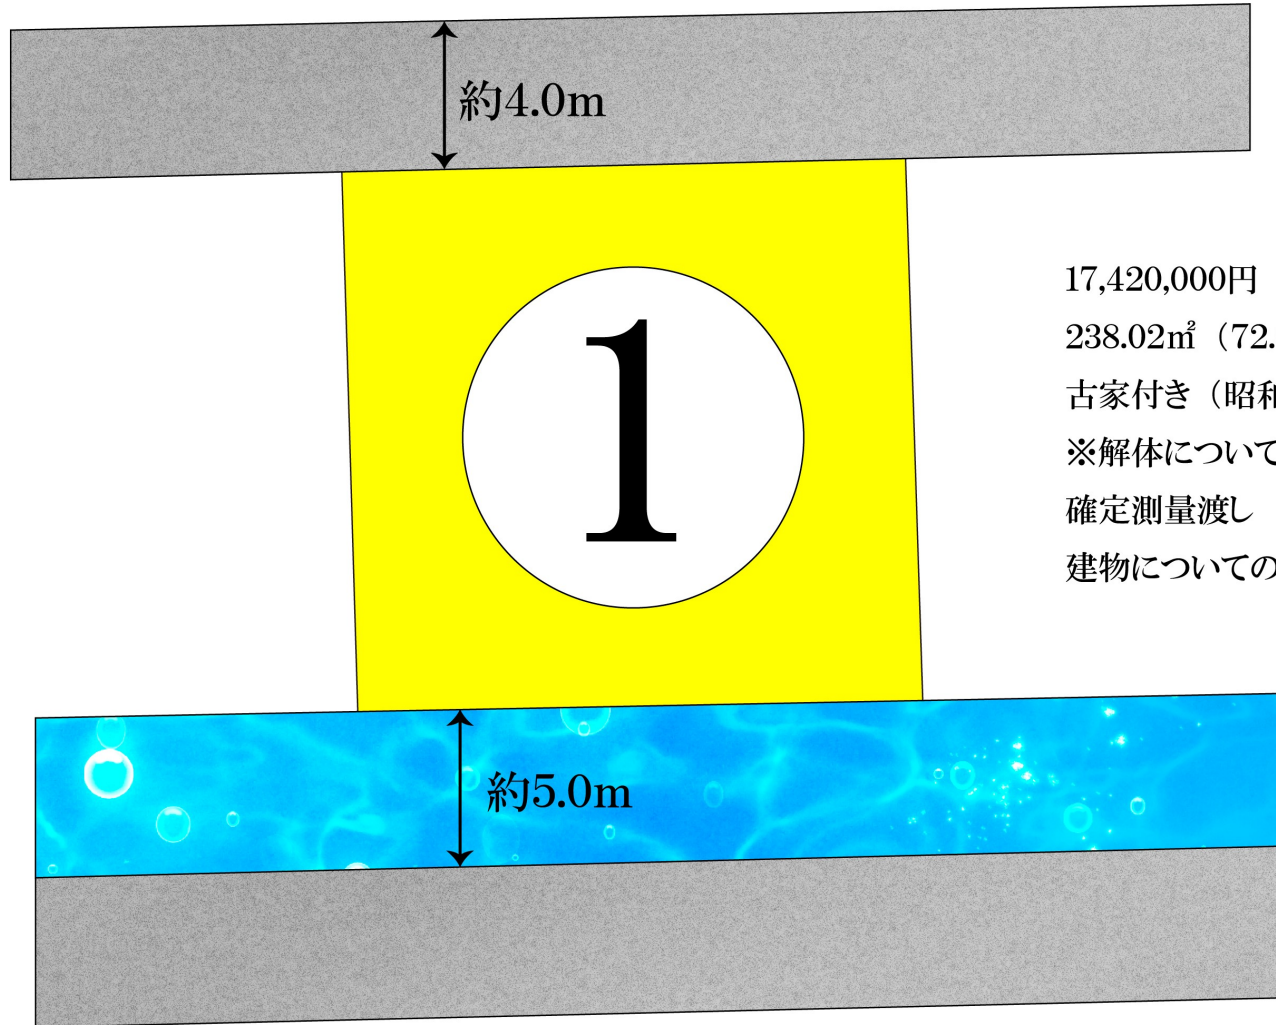 約4.0m
1
17,420,000円
238.02㎡（72.
古家付き（昭和
※解体について
確定測量渡し
建物についての
約5.0m